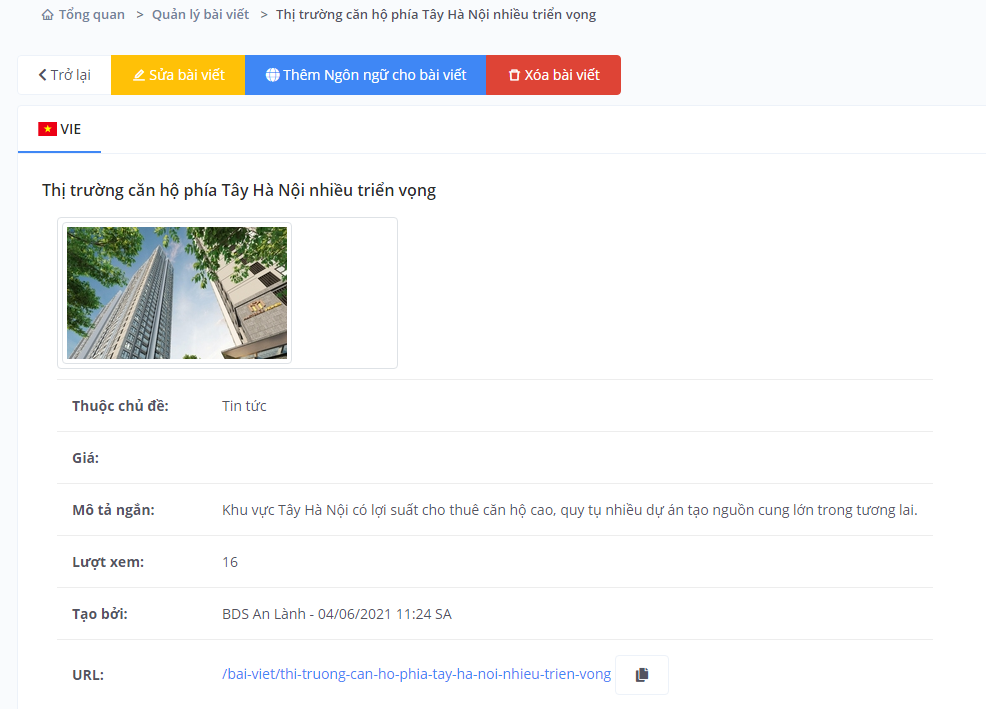 Tổng quan > Quản lý bài viết > Thị trường căn hộ phía Tây Hà Nội nhiều triển vọng
Trở lại Sửa bài viết Thêm Ngôn ngữ cho bài viết Xóa bài viết
VIE
Thị trường căn hộ phía Tây Hà Nội nhiều triển vọng
Thuộc chủ đề: Tin tức
Giá:
Mô tả ngắn: Khu vực Tây Hà Nội có lợi suất cho thuê căn hộ cao, quy tụ nhiều dự án tạo nguồn cung lớn trong tương lai.
Lượt xem: 16
Tạo bởi: BDS An Lành - 04/06/2021 11:24 SA
URL: /bai-viet/thi-truong-can-ho-phia-tay-ha-noi-nhieu-trien-vong